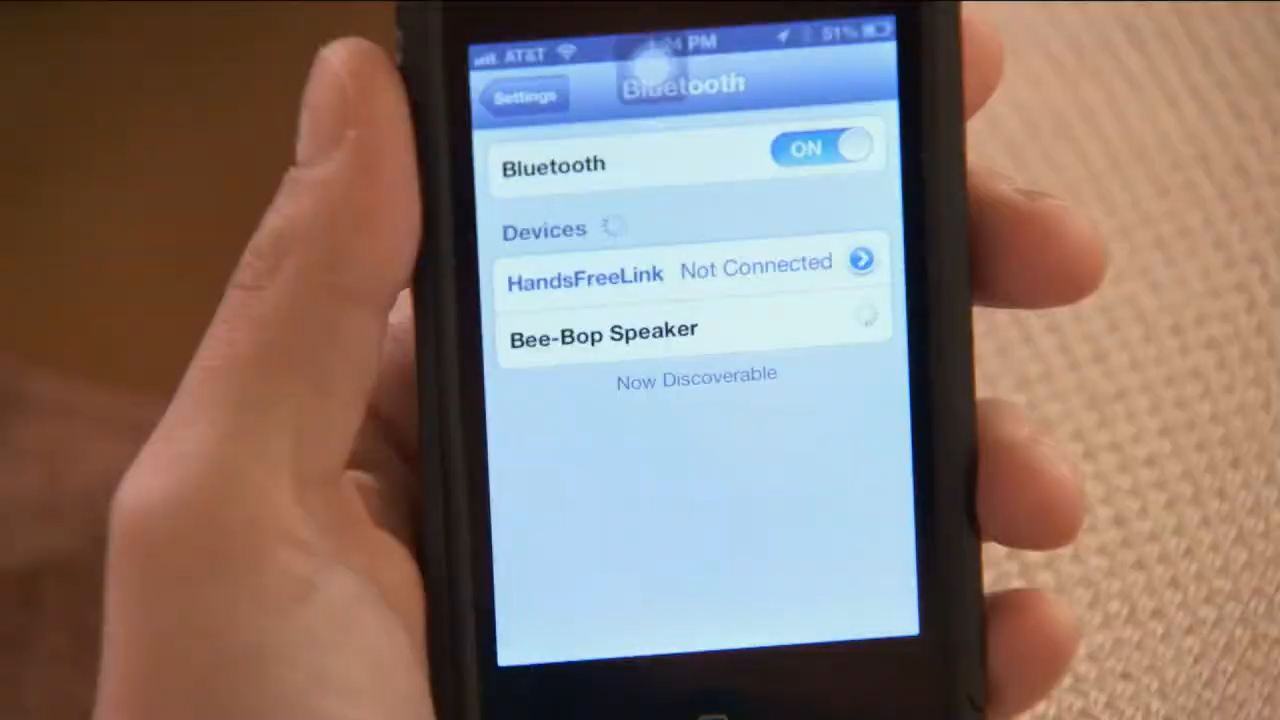 AT&T PM 51%
Settings Bluetooth
Bluetooth ON
Devices
HandsFreeLink Not Connected
Bee-Bop Speaker
Now Discoverable